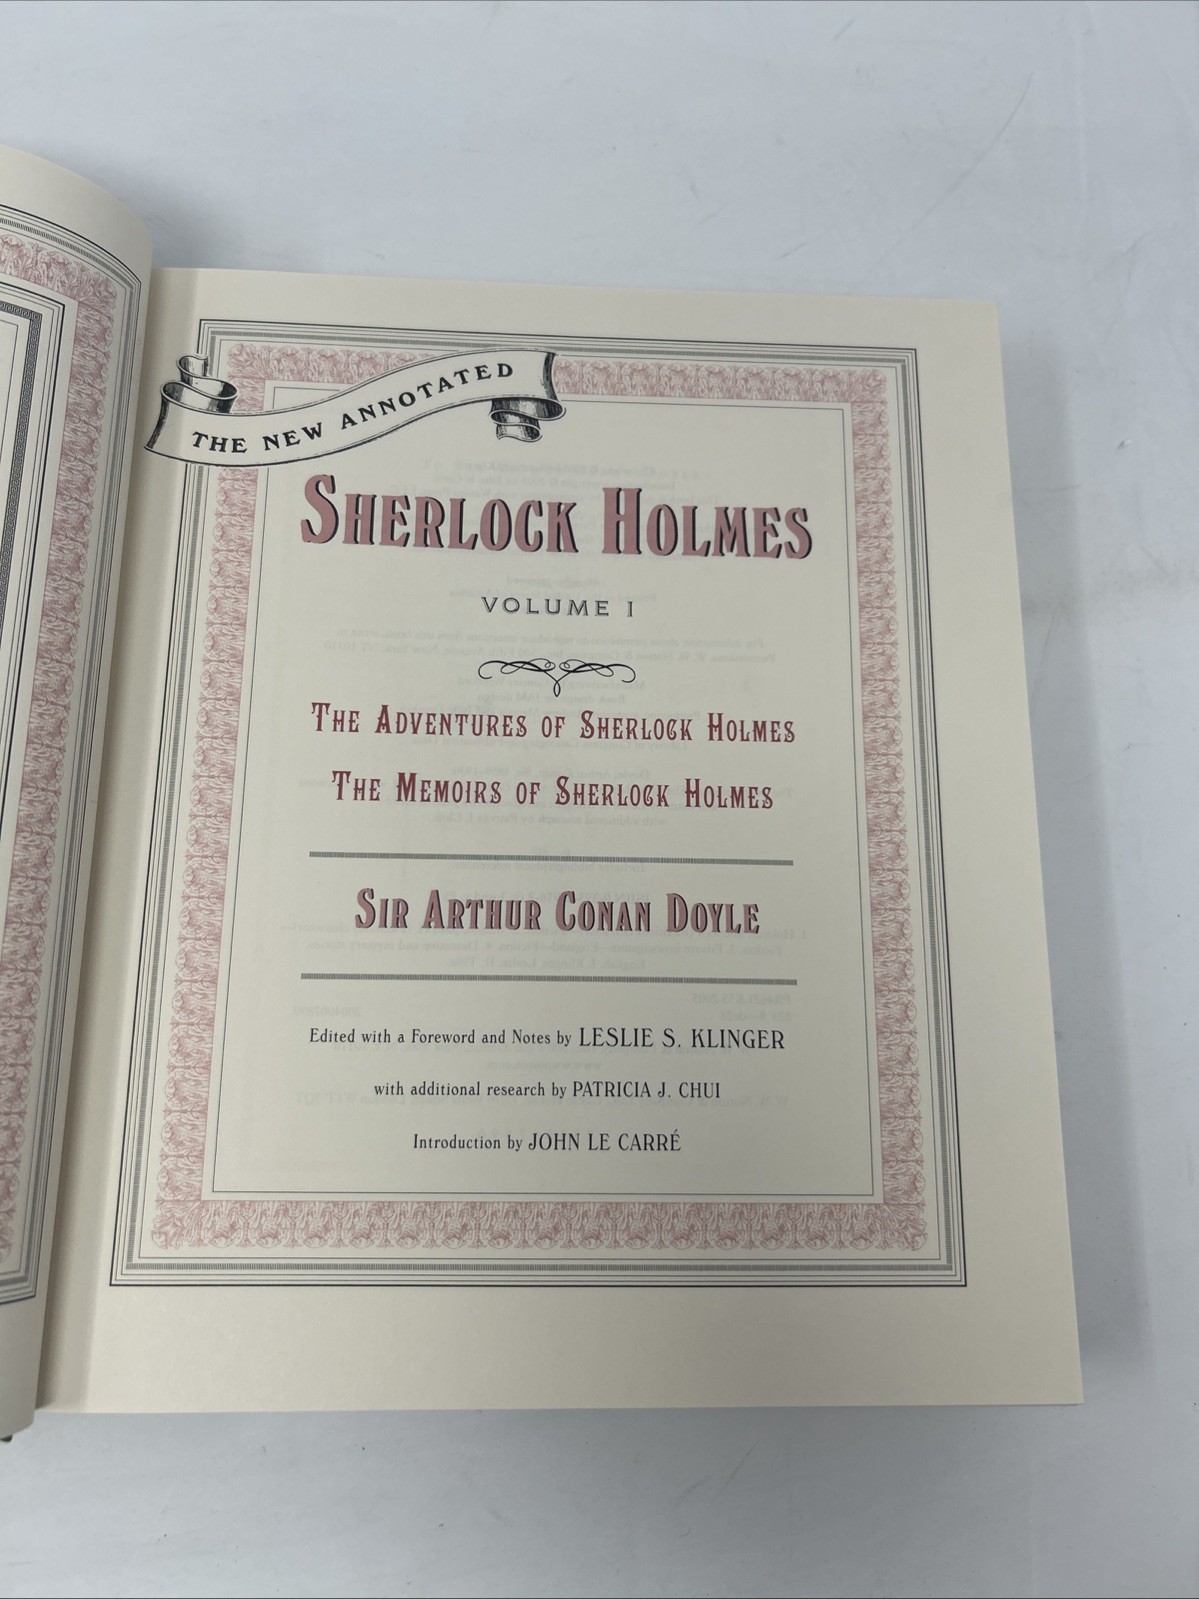 THE NEW ANNOTATED
SHERLOCK HOLMES
VOLUME I
THE ADVENTURES OF SHERLOCK HOLMES
THE MEMOIRS OF SHERLOCK HOLMES
SIR ARTHUR CONAN DOYLE
Edited with a Foreword and Notes by LESLIE S. KLINGER
with additional research by PATRICIA J. CHUI
Introduction by JOHN LE CARRÉ